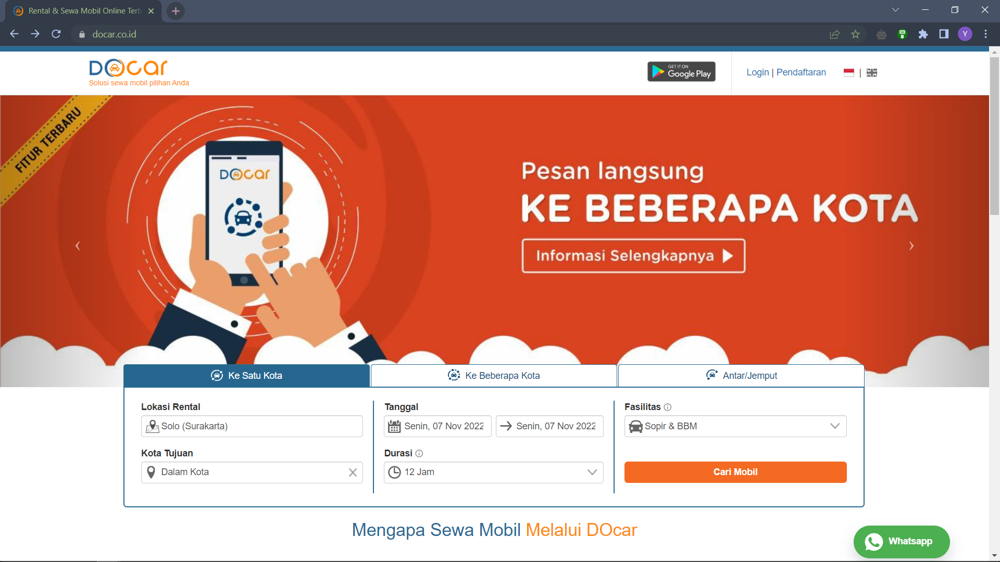 Rental & Sewa Mobil Online Terb
docar.co.id
Y
DOcar
Solusi sewa mobil pilihan Anda
GET IT ON
Google Play
Login | Pendaftaran
|
FITUR TERBARU
DOcar
Pesan langsung
KE BEBERAPA KOTA
Informasi Selengkapnya
Ke Satu Kota
Ke Beberapa Kota
Antar/Jemput
Lokasi Rental
Solo (Surakarta)
Kota Tujuan
Dalam Kota
Tanggal
Senin, 07 Nov 2022
Senin, 07 Nov 2022
Durasi
12 Jam
Fasilitas
Sopir & BBM
Cari Mobil
Mengapa Sewa Mobil Melalui DOcar
Whatsapp